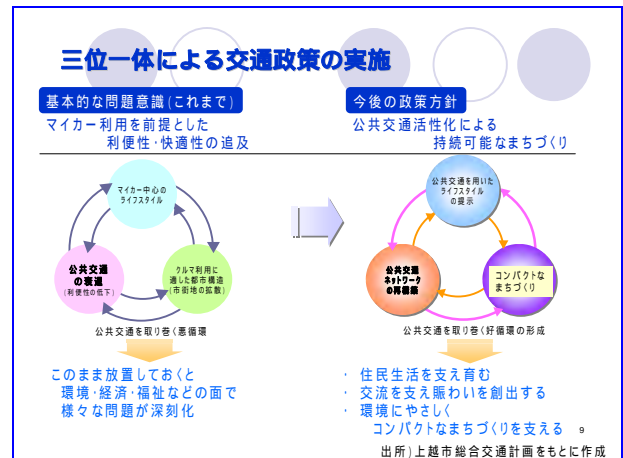 三位一体による交通政策の実施
基本的な問題意識(これまで)
マイカー利用を前提とした
利便性・快適性の追及
マイカー中心の
ライフスタイル
公共交通
の衰退
(利便性の低下)
クルマ利用に
適した都市構造
(市街地の拡散)
公共交通を取り巻く悪循環
このまま放置しておくと
環境・経済・福祉などの面で
様々な問題が深刻化
今後の政策方針
公共交通活性化による
持続可能なまちづくり
公共交通を用いた
ライフスタイル
の提示
公共交通
ネットワーク
の再構築
コンパクトな
まちづくり
公共交通を取り巻く好循環の形成
・ 住民生活を支え育む
・ 交流を支え賑わいを創出する
・ 環境にやさしく
コンパクトなまちづくりを支える
9
出所)上越市総合交通計画をもとに作成